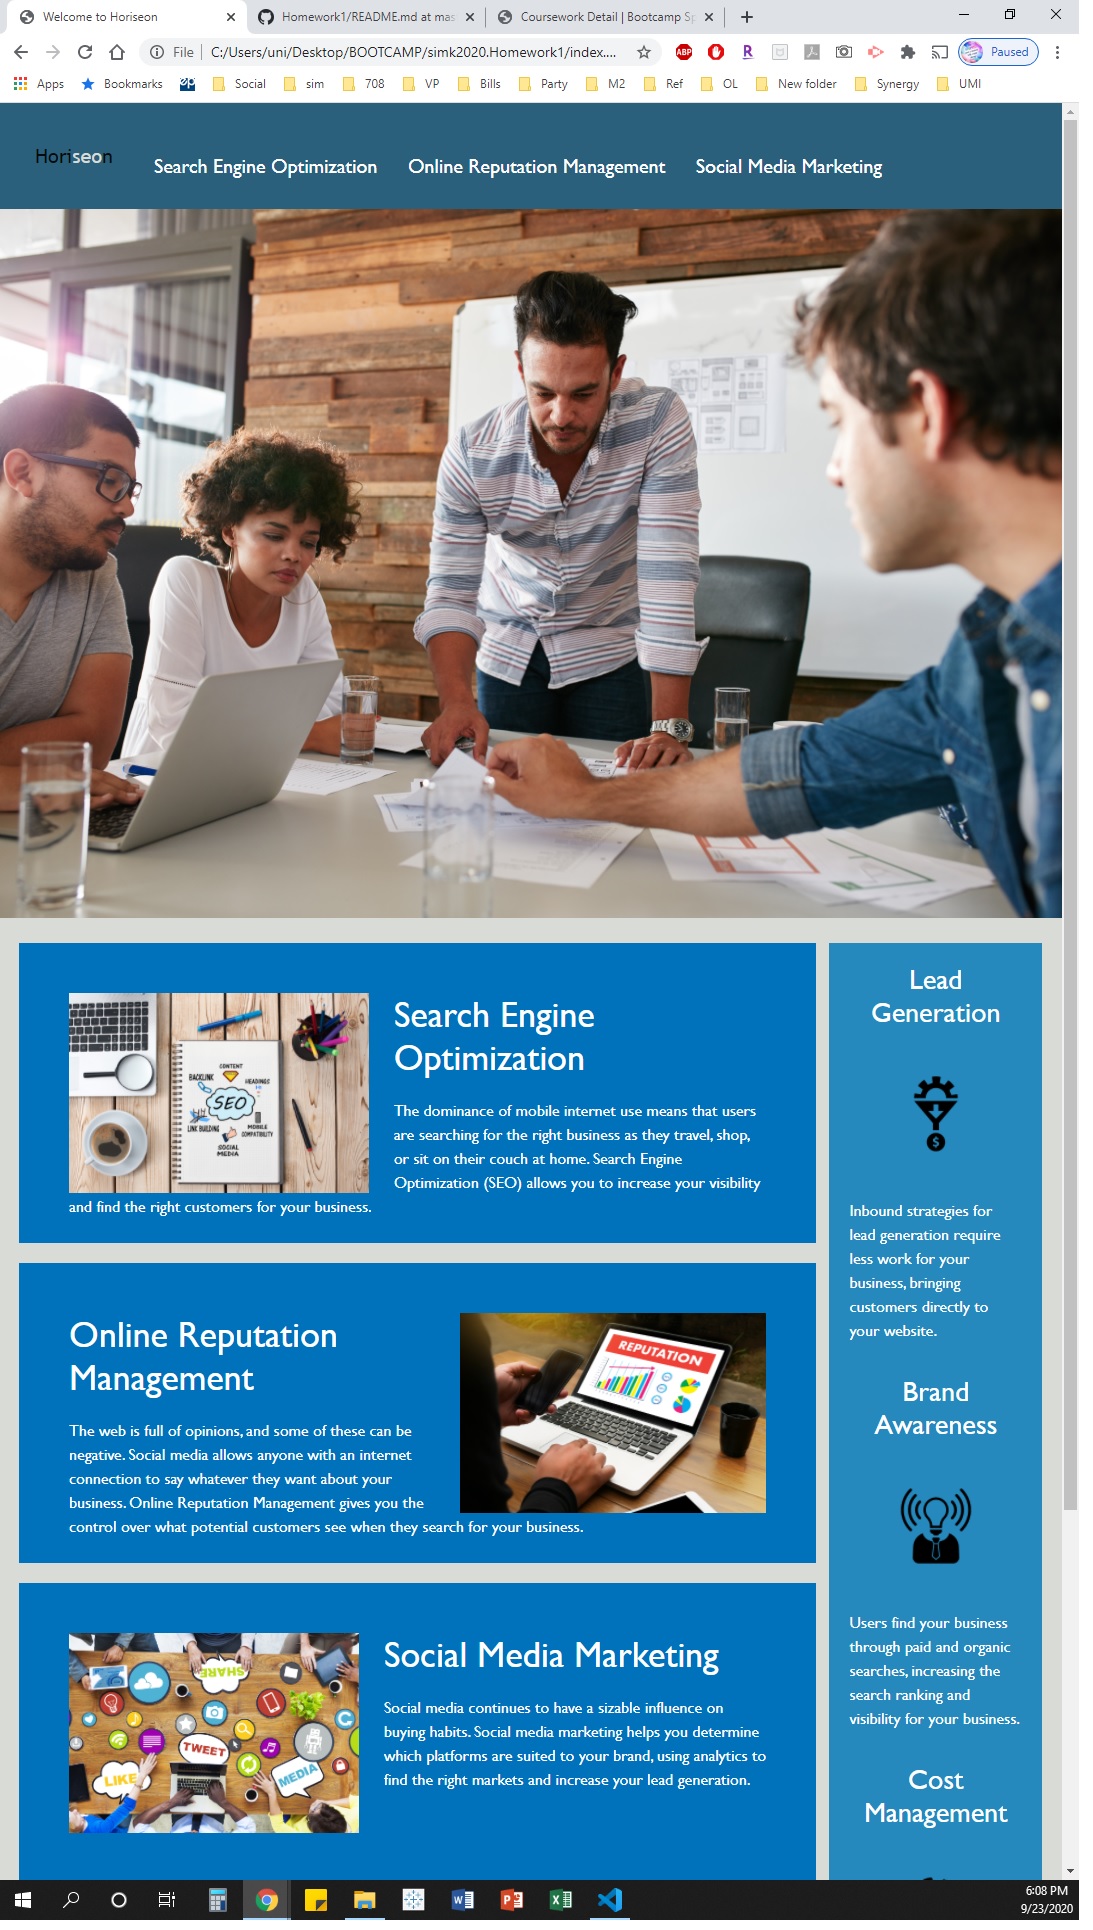 Welcome to Horiseon
Homework1/README.md at mas
Coursework Detail | Bootcamp Sp
File
C:/Users/uni/Desktop/BOOTCAMP/simk2020.Homework1/index....
ABP
R
Paused
Apps
Bookmarks
Social
sim
708
VP
Bills
Party
M2
Ref
OL
New folder
Synergy
UMI
Horiseon
Search Engine Optimization
Online Reputation Management
Social Media Marketing
CONTENT
BACKLINK
HEADINGS
SEO
LINK BUILDING
MOBILE
COMPATIBILITY
SOCIAL
MEDIA
Search Engine
Optimization
The dominance of mobile internet use means that users
are searching for the right business as they travel, shop,
or sit on their couch at home. Search Engine
Optimization (SEO) allows you to increase your visibility
and find the right customers for your business.
Online Reputation
Management
The web is full of opinions, and some of these can be
negative. Social media allows anyone with an internet
connection to say whatever they want about your
business. Online Reputation Management gives you the
control over what potential customers see when they search for your business.
REPUTATION
SHARE
TWEET
LIKE
MEDIA
Social Media Marketing
Social media continues to have a sizable influence on
buying habits. Social media marketing helps you determine
which platforms are suited to your brand, using analytics to
find the right markets and increase your lead generation.
Lead
Generation
$
Inbound strategies for
lead generation require
less work for your
business, bringing
customers directly to
your website.
Brand
Awareness
Users find your business
through paid and organic
searches, increasing the
search ranking and
visibility for your business.
Cost
Management
6:08 PM
9/23/2020